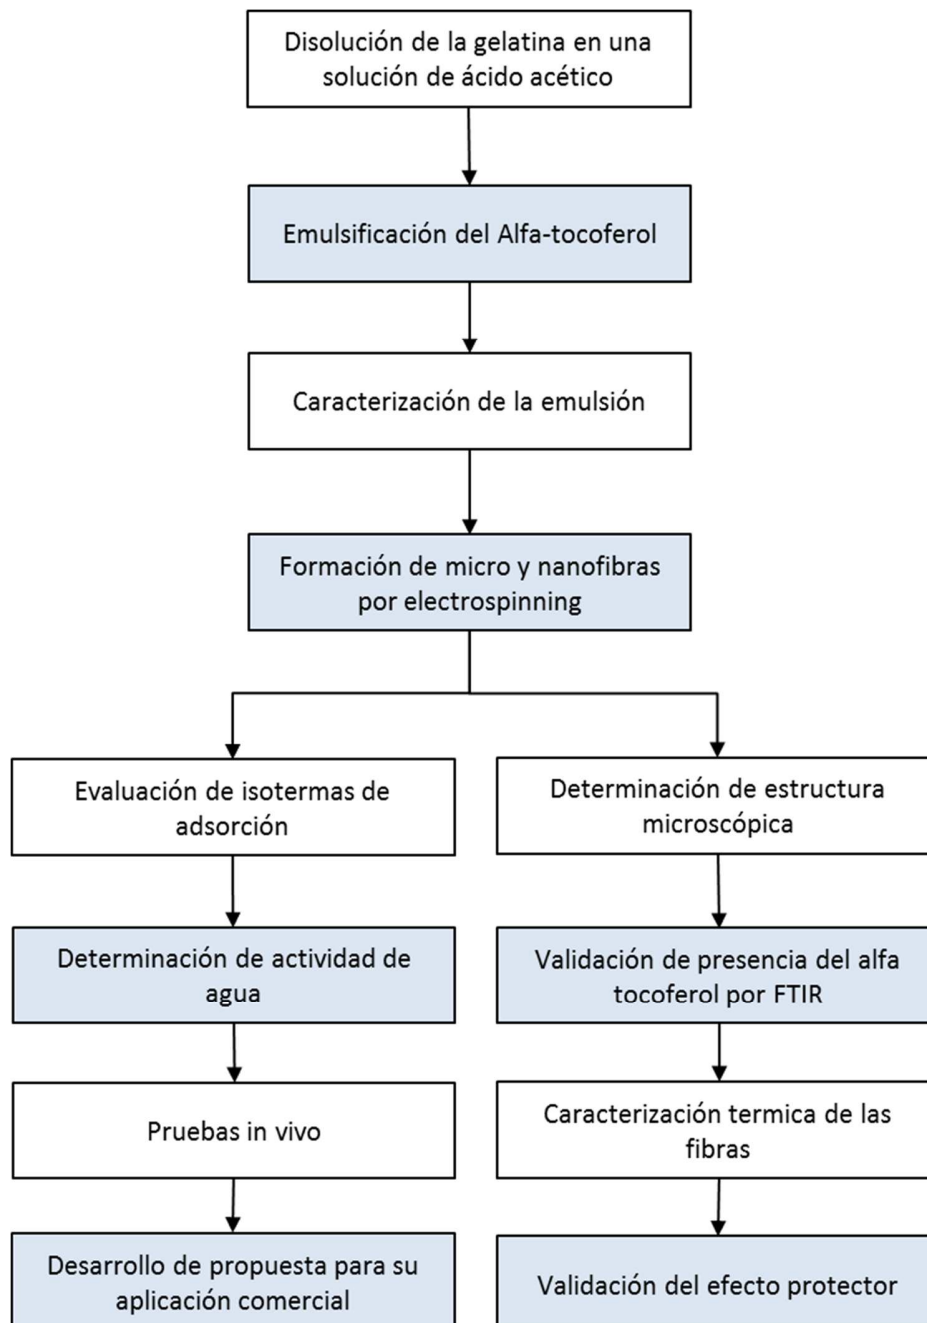 Disolución de la gelatina en una
solución de ácido acético
Emulsificación del Alfa-tocoferol
Caracterización de la emulsión
Formación de micro y nanofibras
por electrospinning
Evaluación de isotermas de
adsorción
Determinación de actividad de
agua
Pruebas in vivo
Desarrollo de propuesta para su
aplicación comercial
Determinación de estructura
microscópica
Validación de presencia del alfa
tocoferol por FTIR
Caracterización termica de las
fibras
Validación del efecto protector